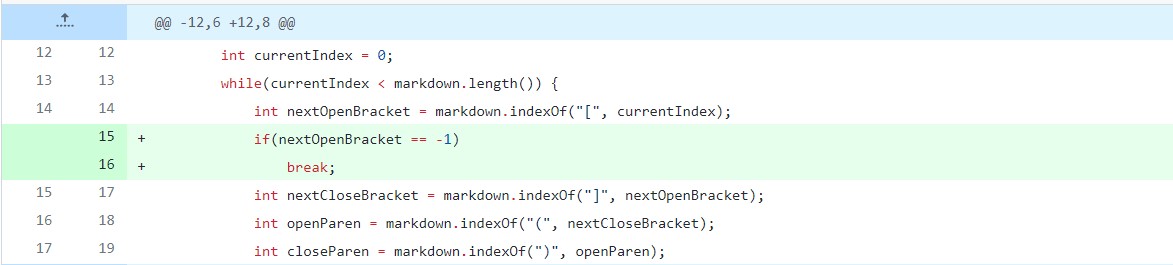 @@ -12,6 +12,8 @@
12 12 int currentIndex = 0;
13 13 while(currentIndex < markdown.length()) {
14 14 int nextOpenBracket = markdown.indexOf("[", currentIndex);
15 + if(nextOpenBracket == -1)
16 + break;
15 17 int nextCloseBracket = markdown.indexOf("]", nextOpenBracket);
16 18 int openParen = markdown.indexOf("(", nextCloseBracket);
17 19 int closeParen = markdown.indexOf(")", openParen);